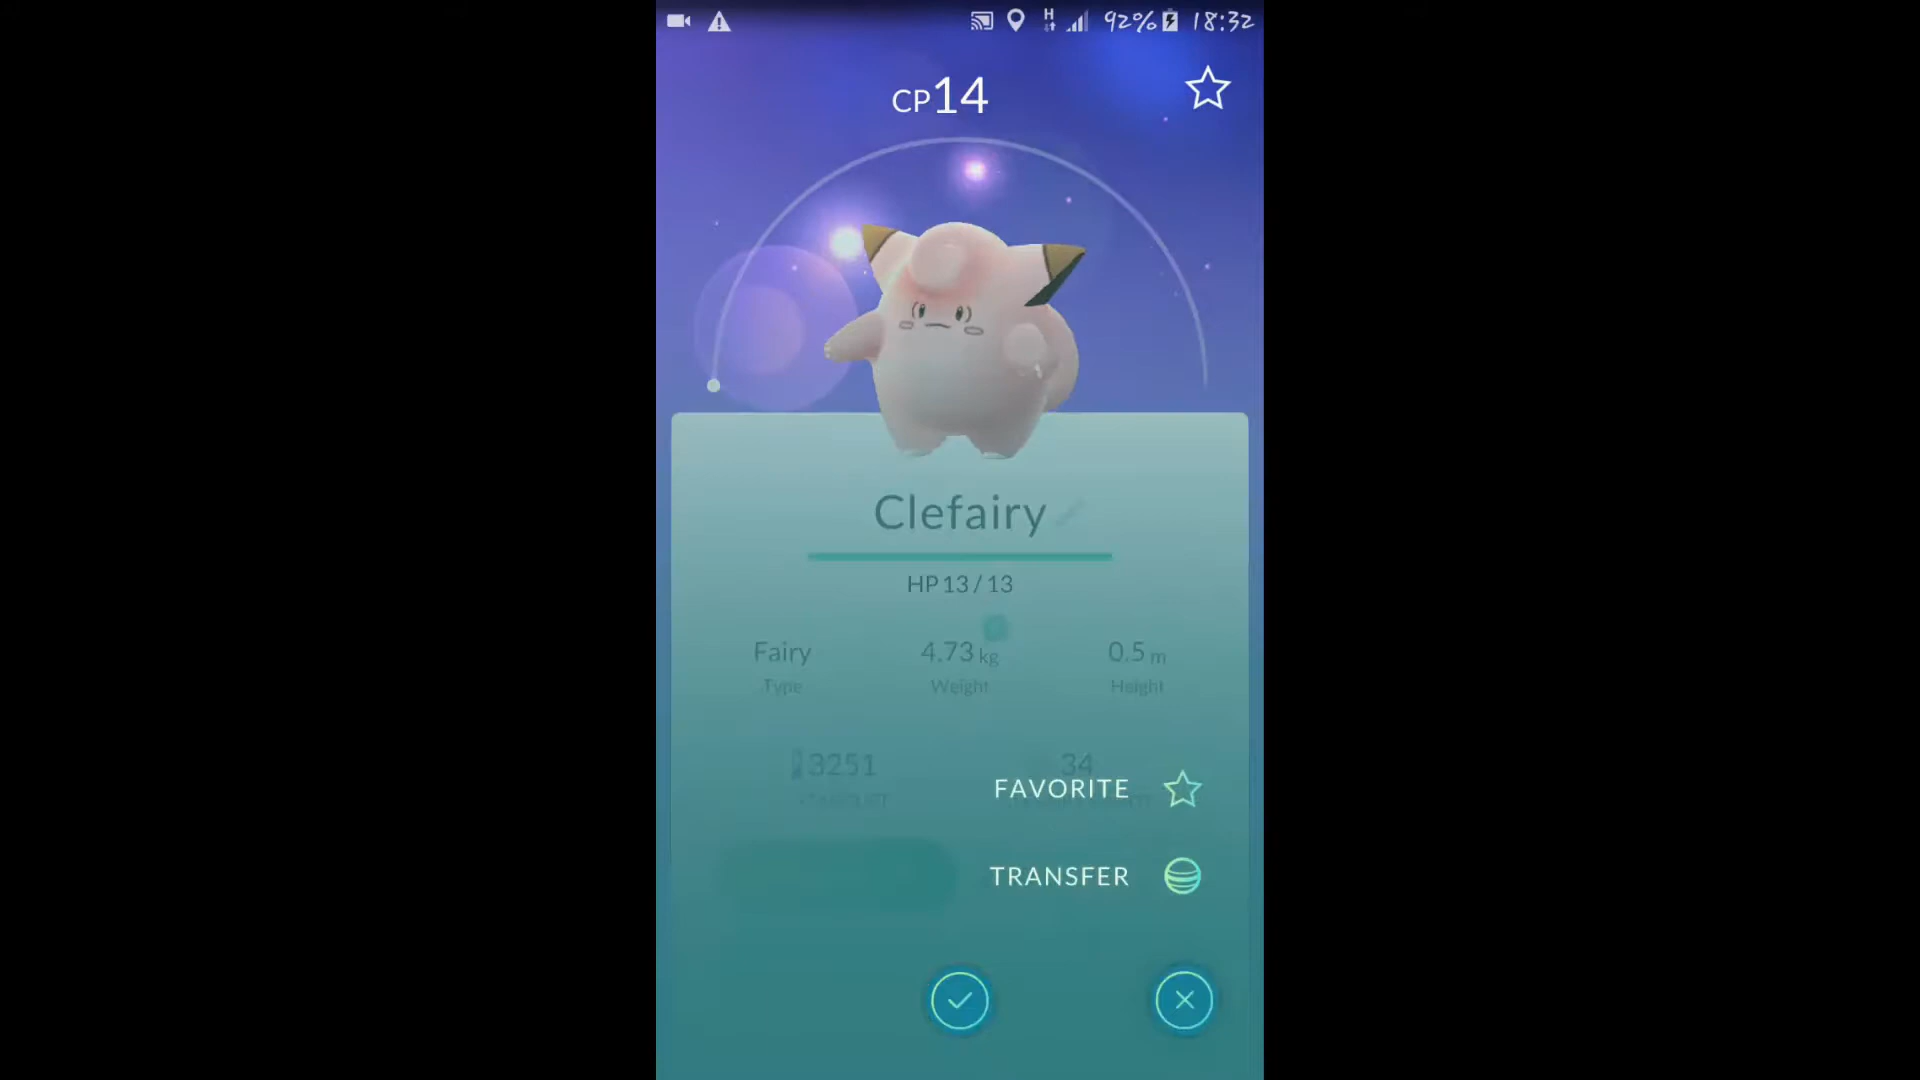 H 92% 18:32
CP14
Clefairy
HP 13 / 13
Fairy 4.73 kg 0.5 m
Type Weight Height
3251 34
FAVORITE
TRANSFER